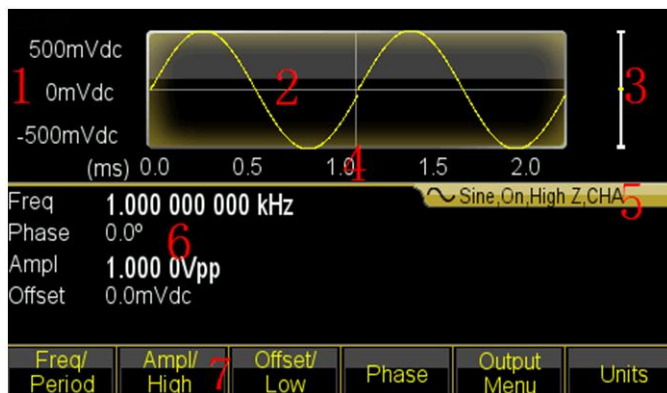 500mVdc
1 0mVdc 2 3
-500mVdc
(ms) 0.0 0.5 1.0 4 1.5 2.0
Sine,On,High Z,CHA 5
Freq 1.000 000 000 kHz
Phase 0.0° 6
Ampl 1.000 0Vpp
Offset 0.0mVdc
Freq/ Ampl/ Offset/ Output
Phase Units
Period High 7 Low Menu